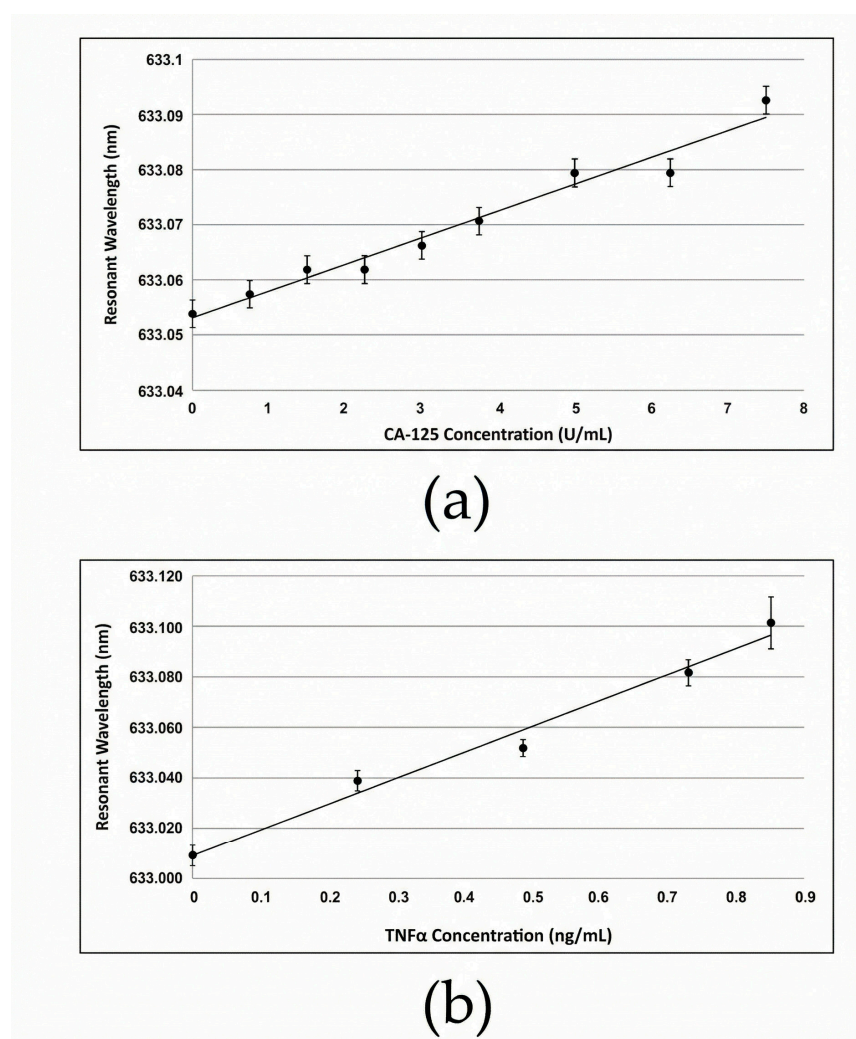 633.1
633.09
633.08
633.07
633.06
633.05
633.04
Resonant Wavelength (nm)
0 1 2 3 4 5 6 7 8
CA-125 Concentration (U/mL)
(a)
633.120
633.100
633.080
633.060
633.040
633.020
633.000
Resonant Wavelength (nm)
0 0.1 0.2 0.3 0.4 0.5 0.6 0.7 0.8 0.9
TNFα Concentration (ng/mL)
(b)